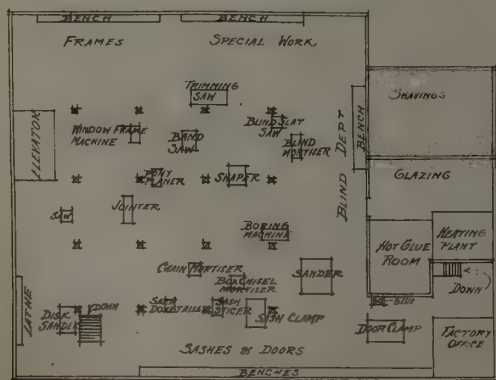 BENCH
BENCH
FRAMES
SPECIAL WORK
TRIMMING
SAW
SHAVINGS
ELEVATOR
WINDOW FRAME
MACHINE
BAND
SAW
BLIND SLAT
SAW
BLIND
MORTISER
BLIND DEPT
BENCH
GLAZING
PONY
PLANER
SHAPER
SAW
JOINTER
BORING
MACHINE
HOT GLUE
ROOM
HEATING
PLANT
CHAIN MORTISER
SANDER
BOX CHISEL
MORTISER
DOWN
LATHE
DISK
SANDER
DOWN
SASH
DOVETAILER
SASH
STICER
SASH CLAMP
GLUE
DOOR CLAMP
FACTORY
OFFICE
SASHES & DOORS
BENCHES